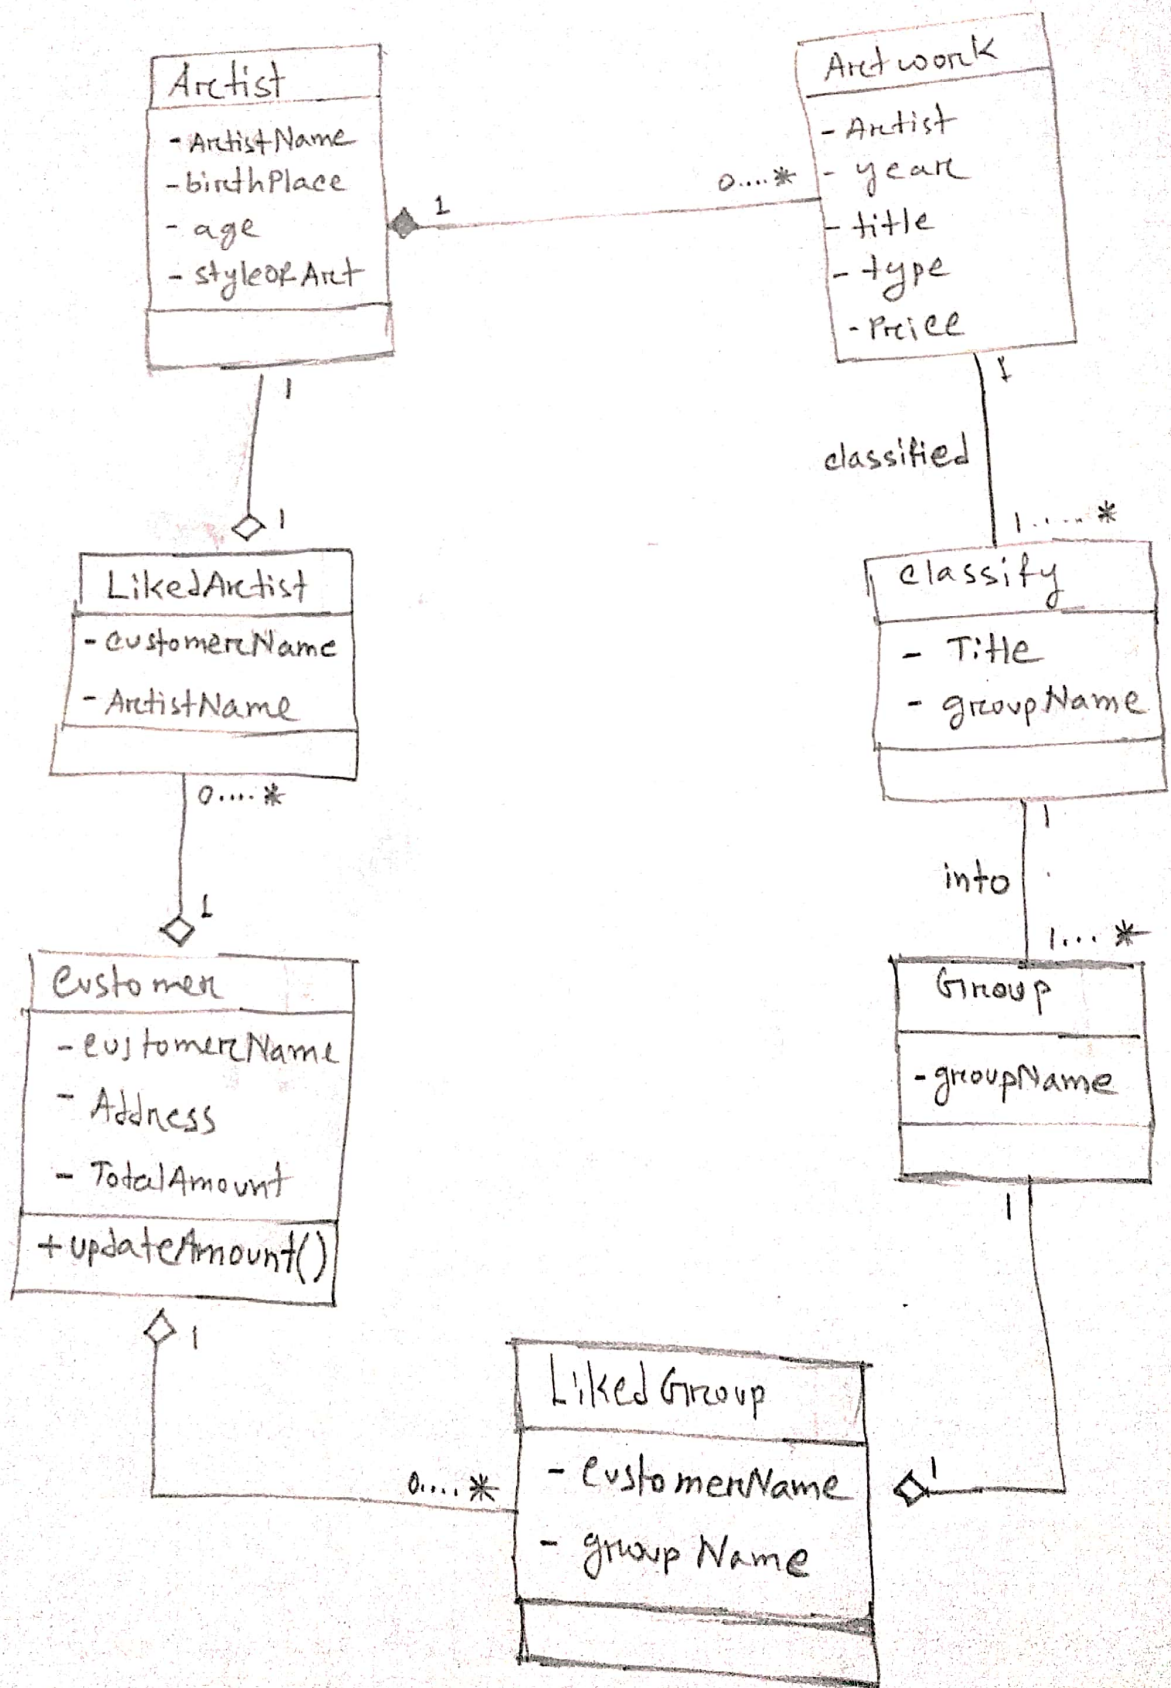 Artist
- ArtistName
- birthPlace
- age
- styleOfArt
1
0....*
Artwork
- Artist
- year
- title
- type
- Price
1
1
classified
1.....*
1
LikedArtist
- customerName
- ArtistName
classify
- Title
- groupName
0....*
1
into
1
1...*
Customer
- customerName
- Address
- TotalAmount
+ updateAmount()
Group
- groupName
1
1
LikedGroup
- customerName
- group Name
0....*
1